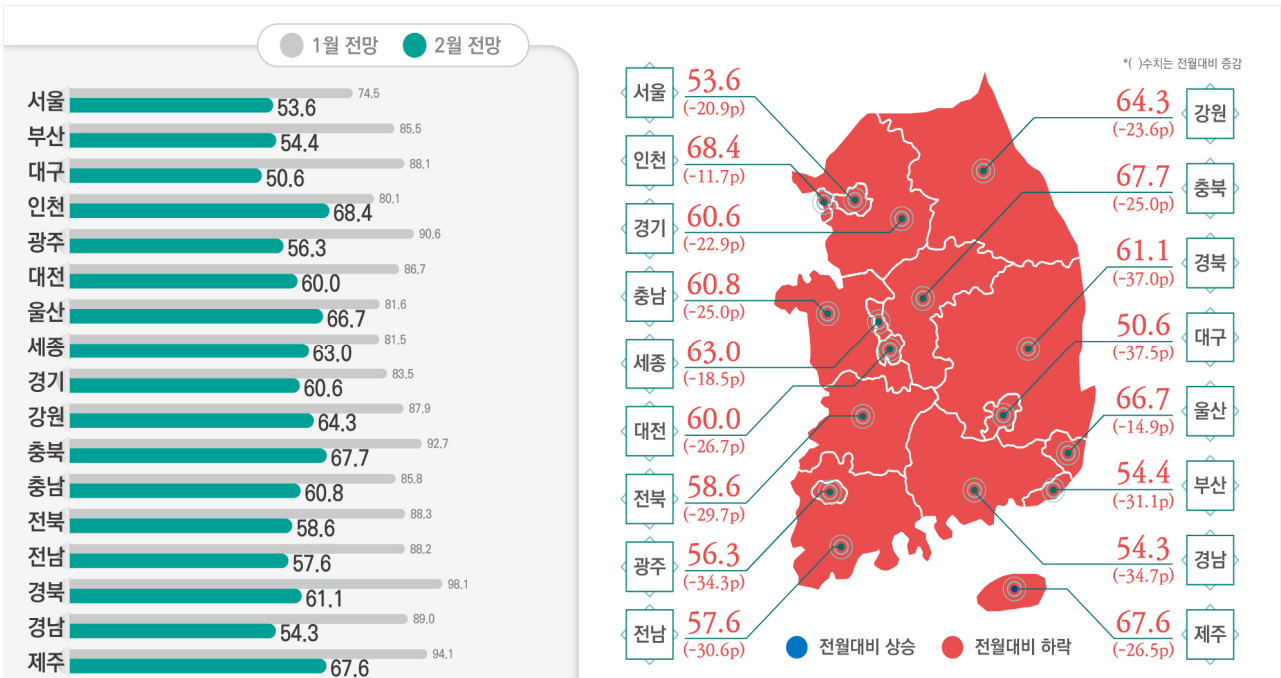 1월 전망 2월 전망
서울 74.5 53.6
부산 85.5 54.4
대구 88.1 50.6
인천 80.1 68.4
광주 90.6 56.3
대전 86.7 60.0
울산 81.6 66.7
세종 81.5 63.0
경기 83.5 60.6
강원 87.9 64.3
충북 92.7 67.7
충남 85.8 60.8
전북 88.3 58.6
전남 88.2 57.6
경북 98.1 61.1
경남 89.0 54.3
제주 94.1 67.6
*( )수치는 전월대비 증감
서울 53.6
(-20.9p)
인천 68.4
(-11.7p)
경기 60.6
(-22.9p)
충남 60.8
(-25.0p)
세종 63.0
(-18.5p)
대전 60.0
(-26.7p)
전북 58.6
(-29.7p)
광주 56.3
(-34.3p)
전남 57.6
(-30.6p)
64.3 강원
(-23.6p)
67.7 충북
(-25.0p)
61.1 경북
(-37.0p)
50.6 대구
(-37.5p)
66.7 울산
(-14.9p)
54.4 부산
(-31.1p)
54.3 경남
(-34.7p)
67.6 제주
(-26.5p)
전월대비 상승 전월대비 하락